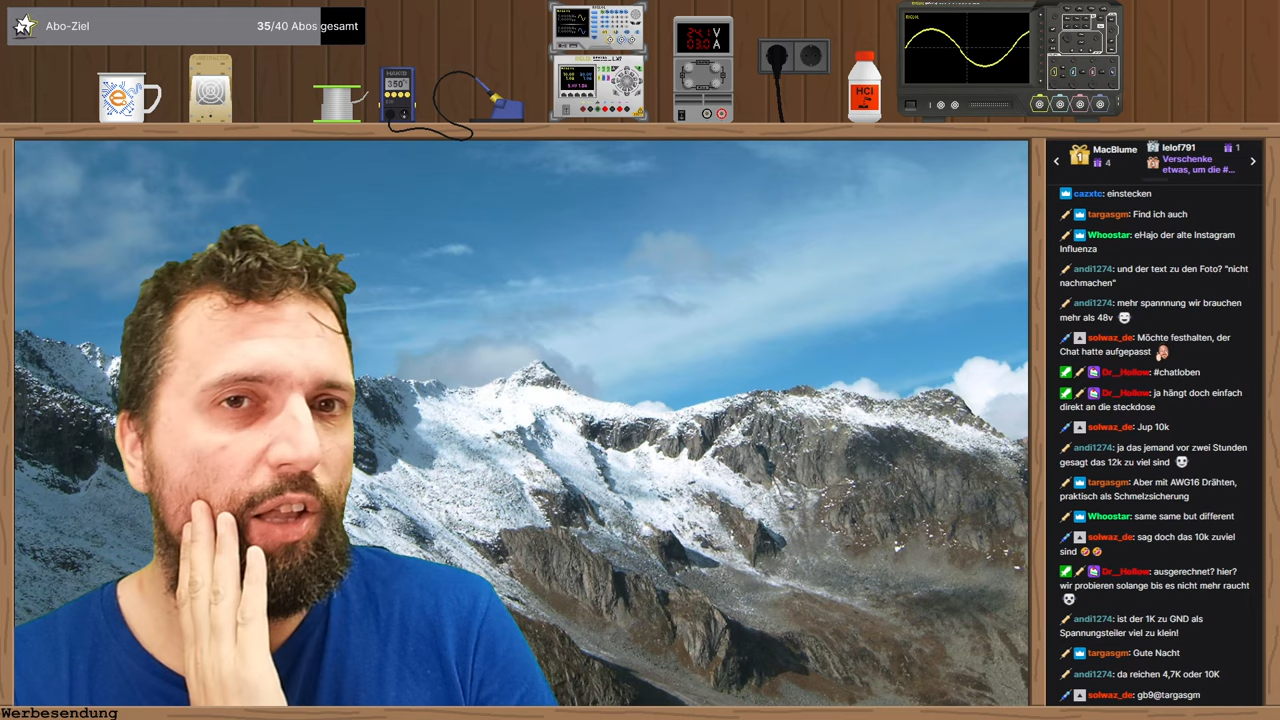 Abo-Ziel
35/40 Abos gesamt
MAKITO
350°
RIGOL
24.1 V
03.0 A
HCl
RIGOL
MacBlume
4
lelof791
1
Verschenke
etwas, um die #...
cazxtc: einstecken
targasgm: Find ich auch
Whoostar: eHajo der alte Instagram
Influenza
andi1274: und der text zu den Foto? "nicht
nachmachen"
andi1274: mehr spannnung wir brauchen
mehr als 48v
solwaz_de: Möchte festhalten, der
Chat hatte aufgepasst
Dr__Hollow: #chatloben
Dr__Hollow: ja hängt doch einfach
direkt an die steckdose
solwaz_de: Jup 10k
andi1274: ja das jemand vor zwei Stunden
gesagt das 12k zu viel sind
targasgm: Aber mit AWG16 Drähten,
praktisch als Schmelzsicherung
Whoostar: same same but different
solwaz_de: sag doch das 10k zuviel
sind
Dr__Hollow: ausgerechnet? hier?
wir probieren solange bis es nicht mehr raucht
andi1274: ist der 1K zu GND als
Spannungsteiler viel zu klein!
targasgm: Gute Nacht
andi1274: da reichen 4,7K oder 10K
solwaz_de: gb9@targasgm
Werbesendung